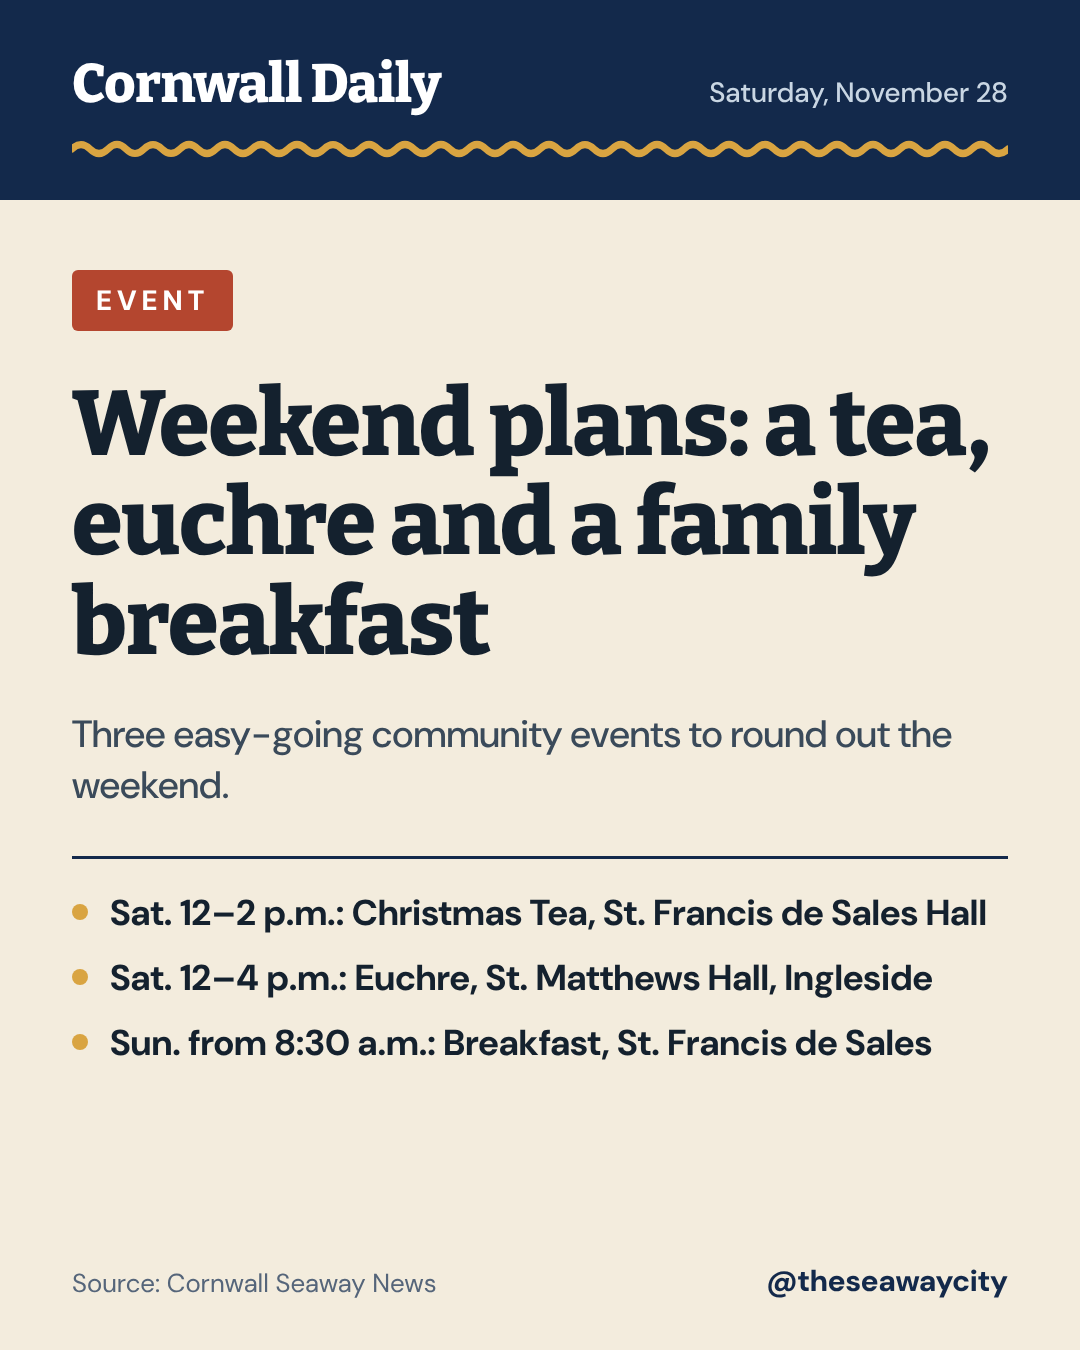 Cornwall Daily
Saturday, November 28
EVENT
Weekend plans: a tea,
euchre and a family
breakfast
Three easy-going community events to round out the
weekend.
Sat. 12–2 p.m.: Christmas Tea, St. Francis de Sales Hall
Sat. 12–4 p.m.: Euchre, St. Matthews Hall, Ingleside
Sun. from 8:30 a.m.: Breakfast, St. Francis de Sales
Source: Cornwall Seaway News
@theseawaycity